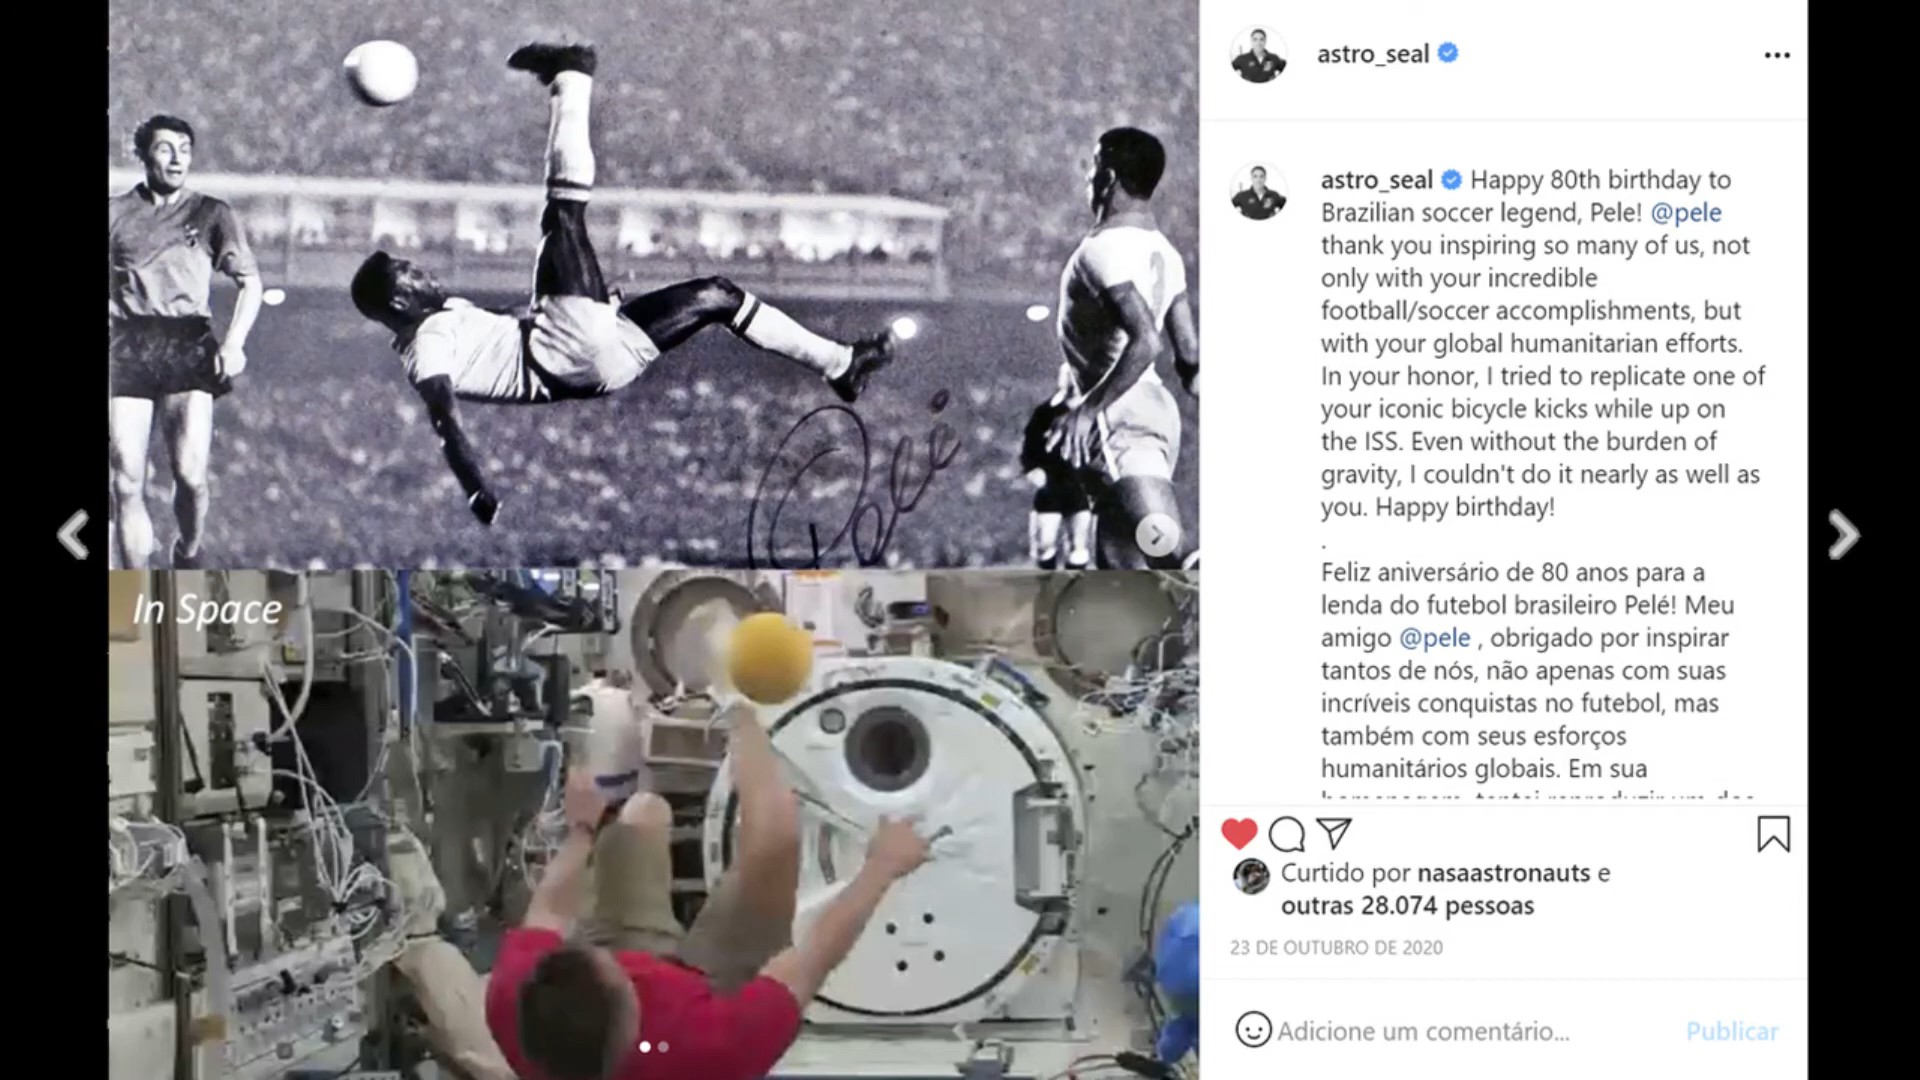 Pelé
In Space
astro_seal
astro_seal Happy 80th birthday to
Brazilian soccer legend, Pele! @pele
thank you inspiring so many of us, not
only with your incredible
football/soccer accomplishments, but
with your global humanitarian efforts.
In your honor, I tried to replicate one of
your iconic bicycle kicks while up on
the ISS. Even without the burden of
gravity, I couldn't do it nearly as well as
you. Happy birthday!
.
Feliz aniversário de 80 anos para a
lenda do futebol brasileiro Pelé! Meu
amigo @pele , obrigado por inspirar
tantos de nós, não apenas com suas
incríveis conquistas no futebol, mas
também com seus esforços
humanitários globais. Em sua
Curtido por nasaastronauts e
outras 28.074 pessoas
23 DE OUTUBRO DE 2020
Adicione um comentário...
Publicar